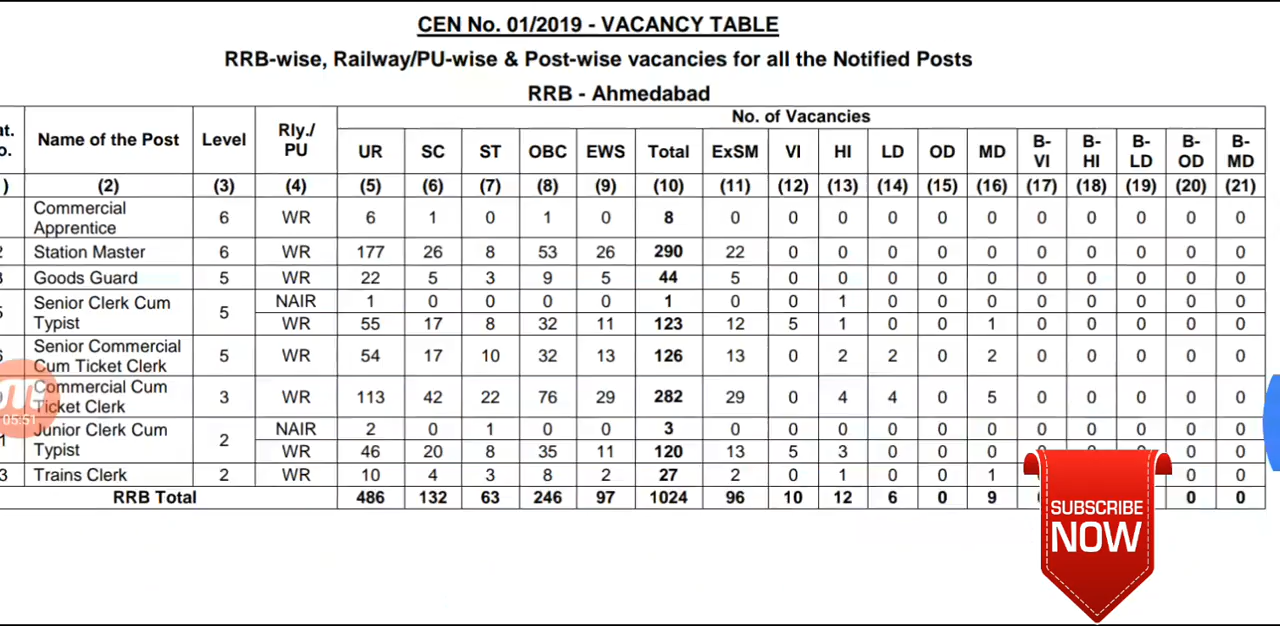 CEN No. 01/2019 - VACANCY TABLE
RRB-wise, Railway/PU-wise & Post-wise vacancies for all the Notified Posts
RRB - Ahmedabad
Name of the Post Level Rly./ PU No. of Vacancies
UR SC ST OBC EWS Total ExSM VI HI LD OD MD B-VI B-HI B-LD B-OD B-MD
) (2) (3) (4) (5) (6) (7) (8) (9) (10) (11) (12) (13) (14) (15) (16) (17) (18) (19) (20) (21)
Commercial Apprentice 6 WR 6 1 0 1 0 8 0 0 0 0 0 0 0 0 0 0 0
Station Master 6 WR 177 26 8 53 26 290 22 0 0 0 0 0 0 0 0 0 0
Goods Guard 5 WR 22 5 3 9 5 44 5 0 0 0 0 0 0 0 0 0 0
Senior Clerk Cum Typist 5 NAIR 1 0 0 0 0 1 0 0 1 0 0 0 0 0 0 0 0
WR 55 17 8 32 11 123 12 5 1 0 0 1 0 0 0 0 0
Senior Commercial Cum Ticket Clerk 5 WR 54 17 10 32 13 126 13 0 2 2 0 2 0 0 0 0 0
Commercial Cum Ticket Clerk 3 WR 113 42 22 76 29 282 29 0 4 4 0 5 0 0 0 0 0
05:51
Junior Clerk Cum Typist 2 NAIR 2 0 1 0 0 3 0 0 0 0 0 0 0 0 0 0 0
WR 46 20 8 35 11 120 13 5 3 0 0 0 0 0
3 Trains Clerk 2 WR 10 4 3 8 2 27 2 0 1 0 0 1 0 0
RRB Total 486 132 63 246 97 1024 96 10 12 6 0 9 0 0
SUBSCRIBE
NOW